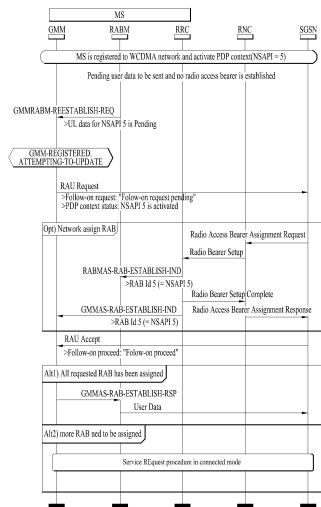 MS
GMM RABM RRC RNC SGSN
MS is registered to WCDMA network and activate PDP context(NSAPI = 5)
Pending user data to be sent and no radio access bearer is established
GMMRABM-REESTABLISH-REQ
>UL data for NSAPI 5 is Pending
GMM-REGISTERED.
ATTEMPTING-TO-UPDATE
RAU Request
>Follow-on request: "Folow-on request pending"
>PDP context status: NSAPI 5 is activated
Opt) Network assign RAB
Radio Access Bearer Assignment Request
Radio Bearer Setup
RABMAS-RAB-ESTABLISH-IND
>RAB Id 5 (= NSAPI 5)
Radio Bearer Setup Complete
GMMAS-RAB-ESTABLISH-IND
Radio Access Bearer Assignment Response
>RAB Id 5 (= NSAPI 5)
RAU Accept
>Follow-on proceed: "Folow-on proceed"
Alt1) All requested RAB has been assigned
GMMAS-RAB-ESTABLISH-RSP
User Data
Alt2) more RAB ned to be assigned
Service REquest procedure in connected mode